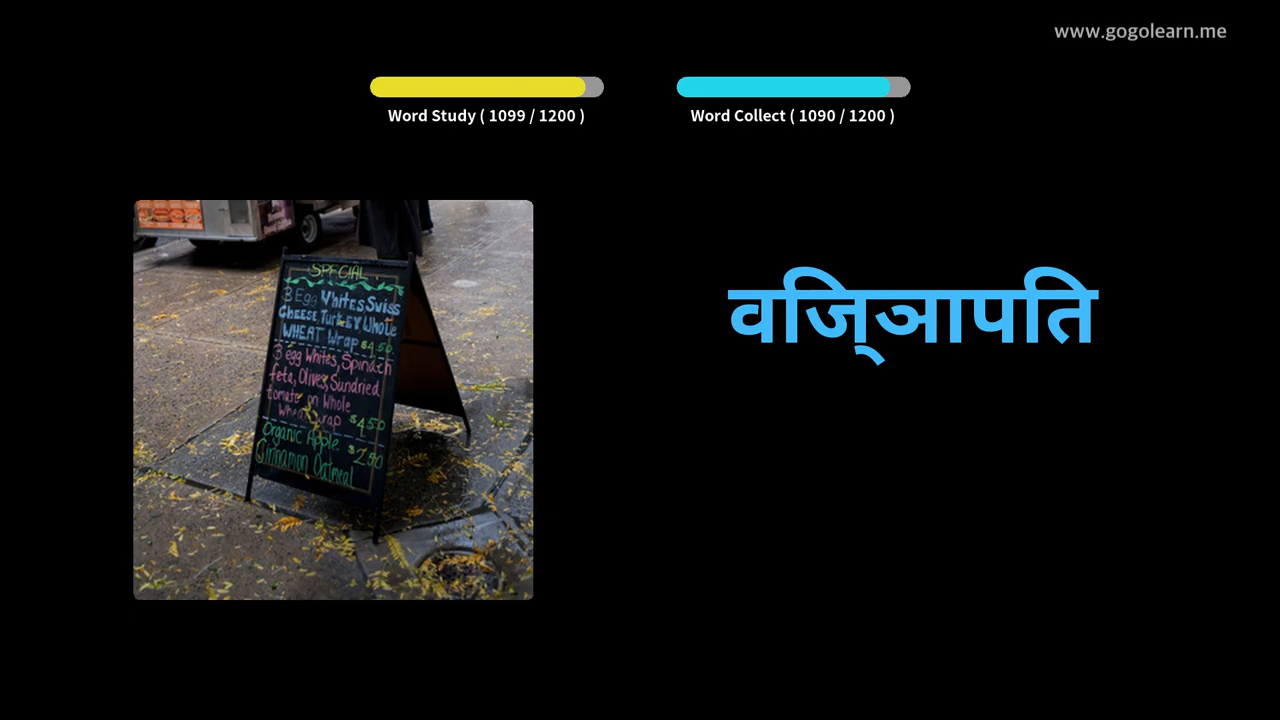 www.gogolearn.me
Word Study ( 1099 / 1200 )
Word Collect ( 1090 / 1200 )
SPECIAL
3 Egg Whites, Swiss
Cheese, Turkey Whole
WHEAT Wrap $4.50
3 egg Whites, Spinach
feta, Olives, Sundried
tomato on Whole
Wheat Wrap $4.50
Organic Apple
Cinnamon Oatmeal $2.50
वजि्ञापति